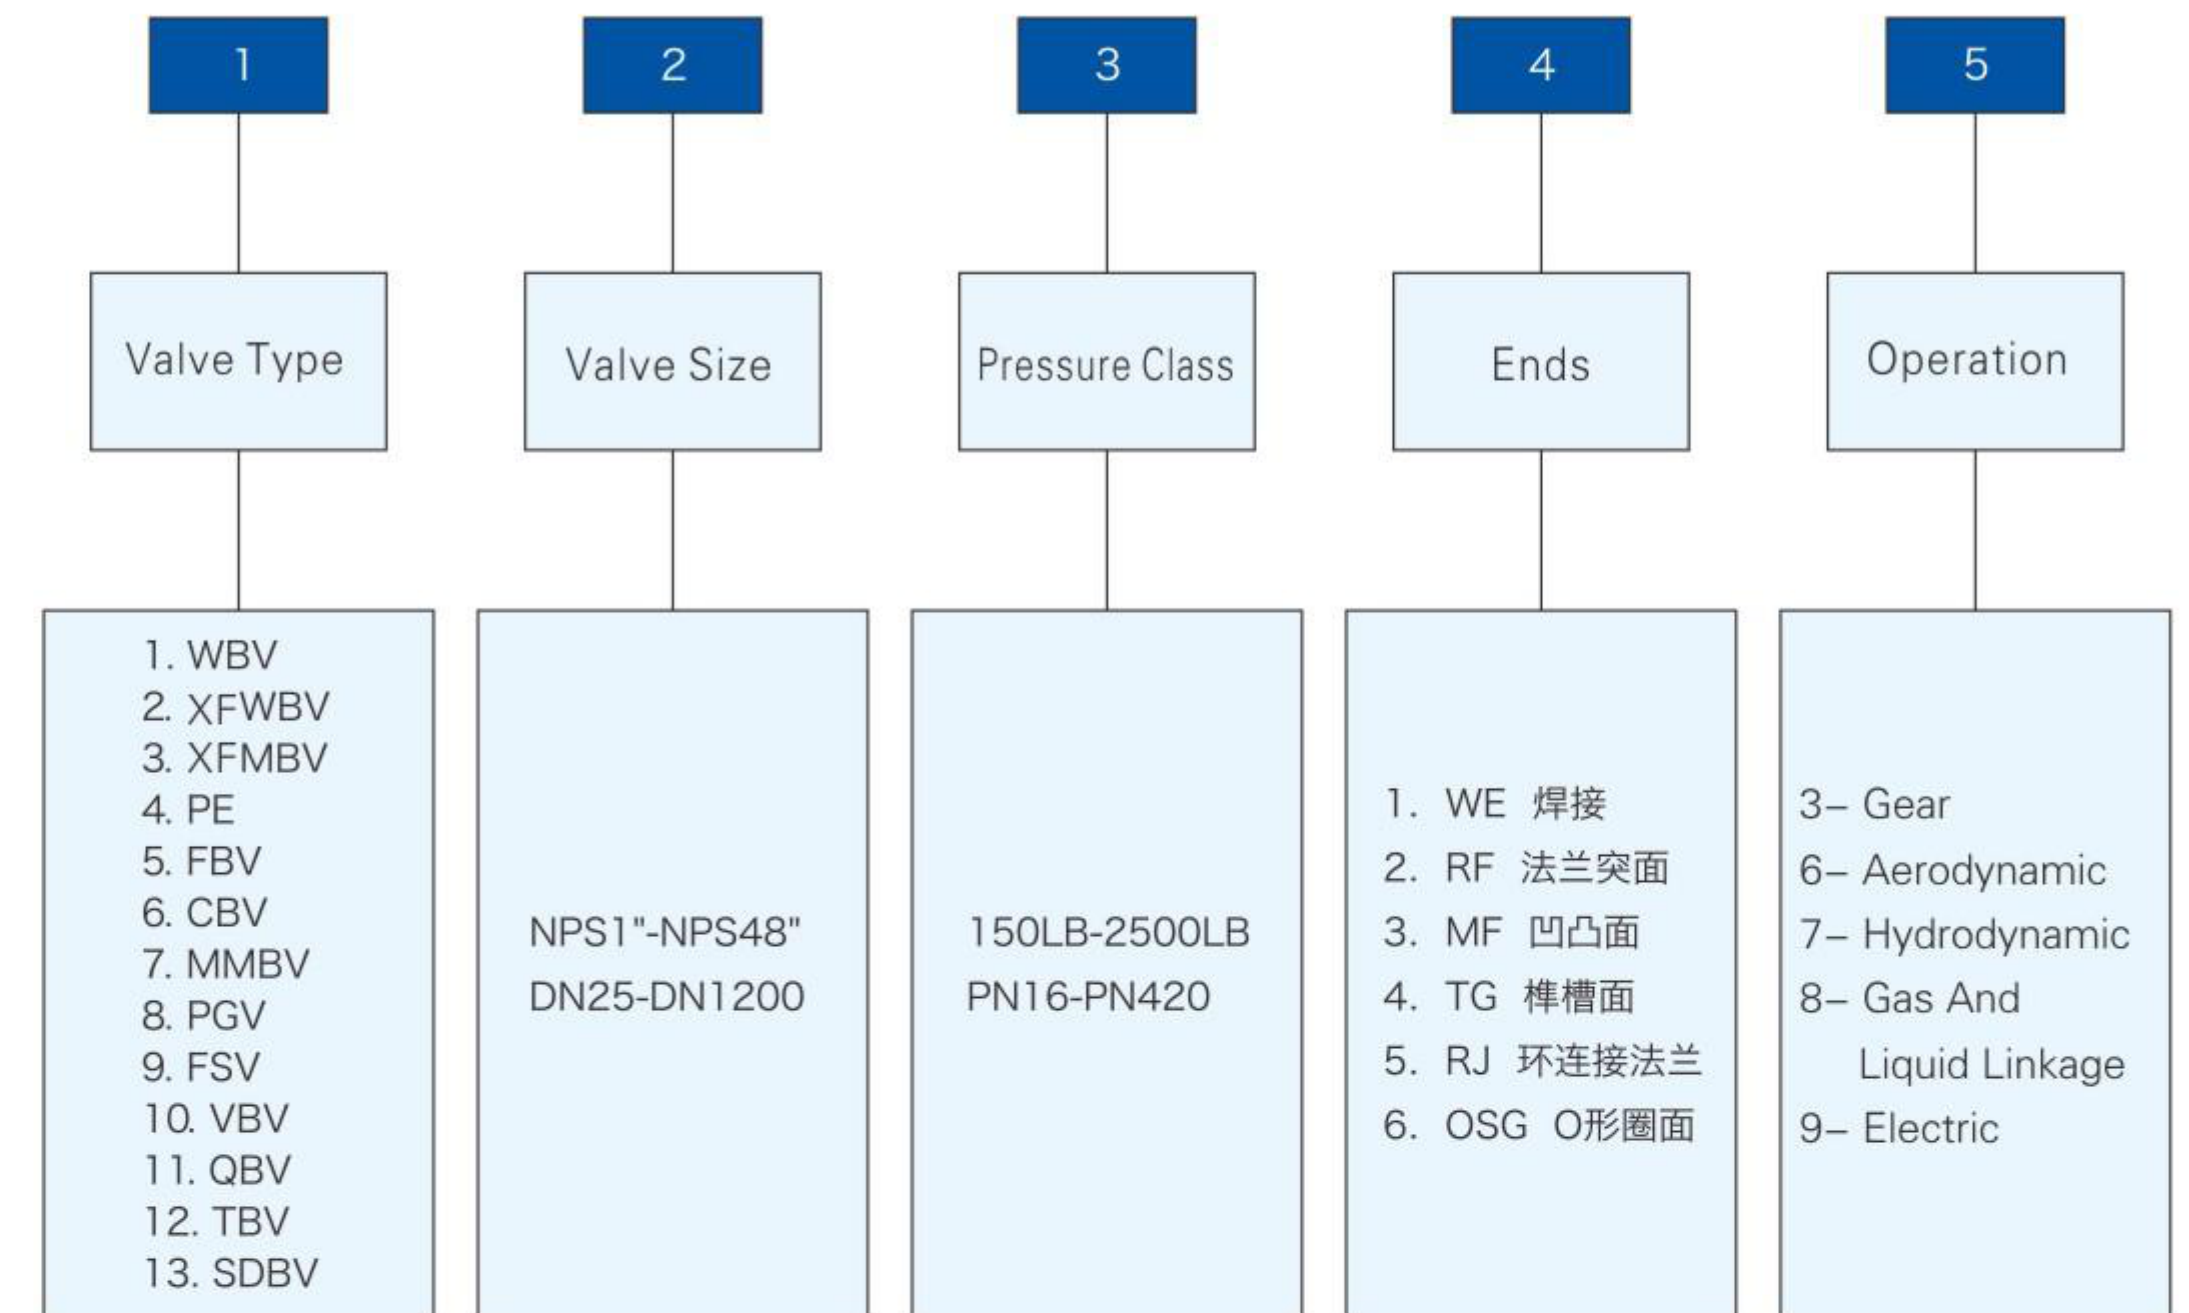 1
2
3
4
5
Valve Type
Valve Size
Pressure Class
Ends
Operation
1. WBV
2. XFWBV
3. XFMBV
4. PE
5. FBV
6. CBV
7. MMBV
8. PGV
9. FSV
10. VBV
11. QBV
12. TBV
13. SDBV
NPS1"-NPS48"
DN25-DN1200
150LB-2500LB
PN16-PN420
1. WE 焊接
2. RF 法兰突面
3. MF 凹凸面
4. TG 榫槽面
5. RJ 环连接法兰
6. OSG O形圈面
3– Gear
6– Aerodynamic
7– Hydrodynamic
8– Gas And
Liquid Linkage
9– Electric